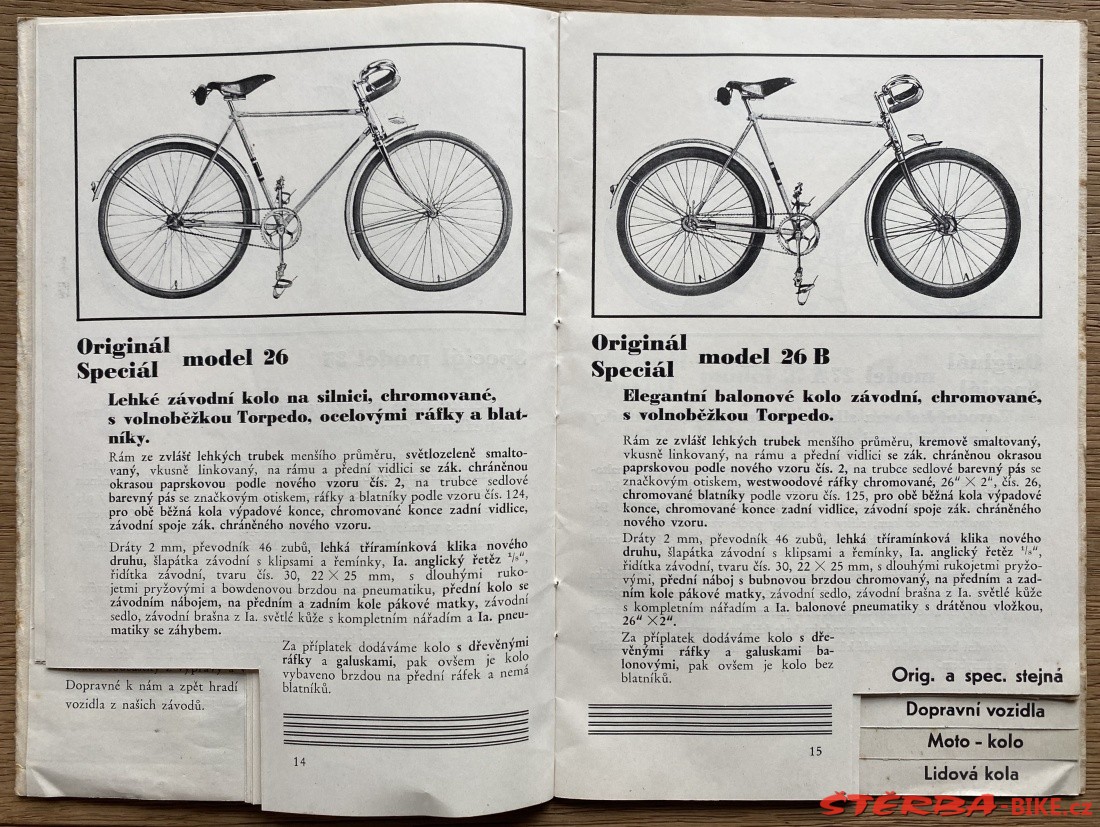 Originál
Speciál model 26
Lehké závodní kolo na silnici, chromované,
s volnoběžkou Torpedo, ocelovými ráfky a blat-
níky.
Rám ze zvlášť lehkých trubek menšího průměru, světlozeleně smalto-
vaný, vkusně linkovaný, na rámu a přední vidlici se zák. chráněnou
okrasou paprskovou podle nového vzoru čís. 2, na trubce sedlové
barevný pás se značkovým otiskem, ráfky a blatníky podle vzoru čís. 124,
pro obě běžná kola výpadové konce, chromované konce zadní vidlice,
závodní spoje zák. chráněného nového vzoru.
Dráty 2 mm, převodník 46 zubů, lehká tříramínková klika nového
druhu, šlapátka závodní s klipsami a řemínky, Ia. anglický řetěz ¹/₈",
řidítka závodní, tvaru čís. 30, 22 × 25 mm, s dlouhými ruko-
jetmi pryžovými a bowdenovou brzdou na pneumatiku, přední kolo se
závodním nábojem, na předním a zadním kole pákové matky, závodní
sedlo, závodní brašna z Ia. světlé kůže s kompletním nářadím a Ia. pneu-
matiky se záhybem.
Za příplatek dodáváme kolo s dřevěnými
ráfky a galuskami, pak ovšem je kolo
vybaveno brzdou na přední ráfek a nemá
blatníků.
Dopravné k nám a zpět hradí
vozidla z našich závodů.
14
Originál
Speciál model 26 B
Elegantní balonové kolo závodní, chromované,
s volnoběžkou Torpedo.
Rám ze zvlášť lehkých trubek menšího průměru, kremově smaltovaný,
vkusně linkovaný, na rámu a přední vidlici se zák. chráněnou okrasou
paprskovou podle nového vzoru čís. 2, na trubce sedlové barevný pás se
značkovým otiskem, westwoodové ráfky chromované, 26" × 2", čís. 26,
chromované blatníky podle vzoru čís. 125, pro obě běžná kola výpadové
konce, chromované konce zadní vidlice, závodní spoje zák. chráněného
nového vzoru.
Dráty 2 mm, převodník 46 zubů, lehká tříramínková klika nového
druhu, šlapátka závodní s klipsami a řemínky, Ia. anglický řetěz ¹/₈",
řidítka závodní, tvaru čís. 30, 22 × 25 mm, s dlouhými rukojetmi pryžo-
vými, přední náboj s bubnovou brzdou chromovaný, na předním a zad-
ním kole pákové matky, závodní sedlo, závodní brašna z Ia. světlé kůže
s kompletním nářadím a Ia. balonové pneumatiky s drátěnou vložkou,
26" ×2".
Za příplatek dodáváme kolo s dře-
věnými ráfky a galuskami ba-
lonovými, pak ovšem je kolo bez
blatníků.
15
Orig. a spec. stejná
Dopravní vozidla
Moto - kolo
Lidová kola
ŠTĚRBA-BIKE.cz